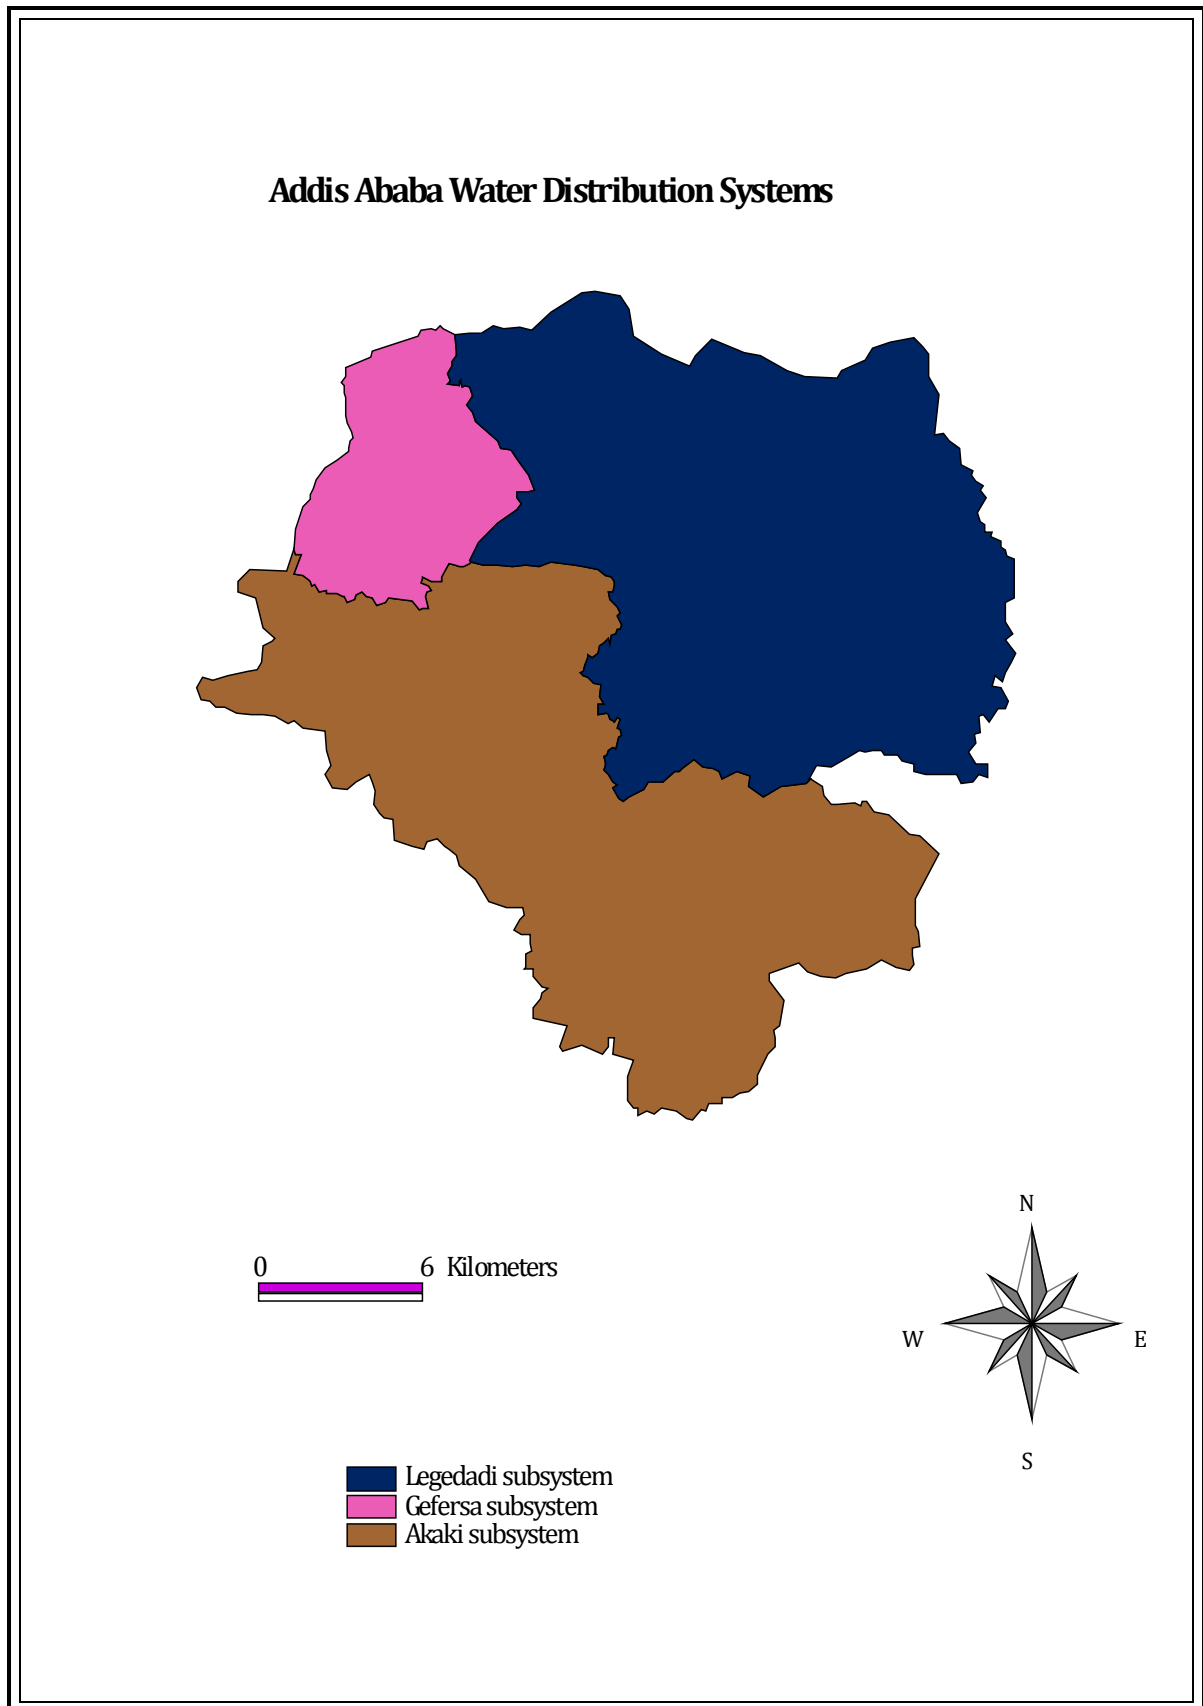 Addis Ababa Water Distribution Systems
0 6 Kilometers
N
W E
S
Legedadi subsystem
Gefersa subsystem
Akaki subsystem